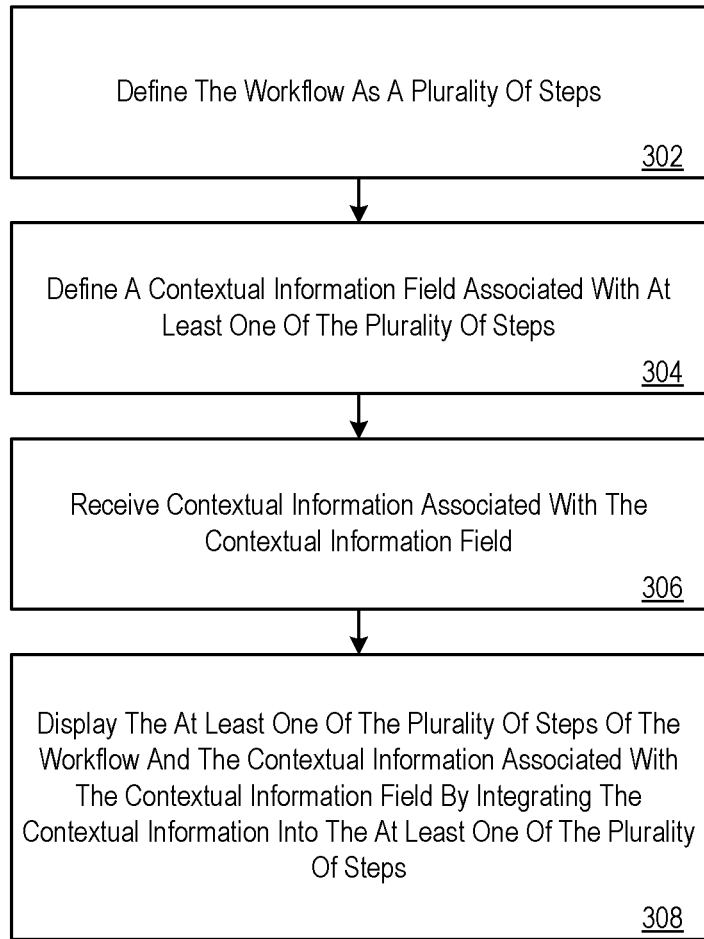 Define The Workflow As A Plurality Of Steps
302
Define A Contextual Information Field Associated With At
Least One Of The Plurality Of Steps
304
Receive Contextual Information Associated With The
Contextual Information Field
306
Display The At Least One Of The Plurality Of Steps Of The
Workflow And The Contextual Information Associated With
The Contextual Information Field By Integrating The
Contextual Information Into The At Least One Of The Plurality
Of Steps
308